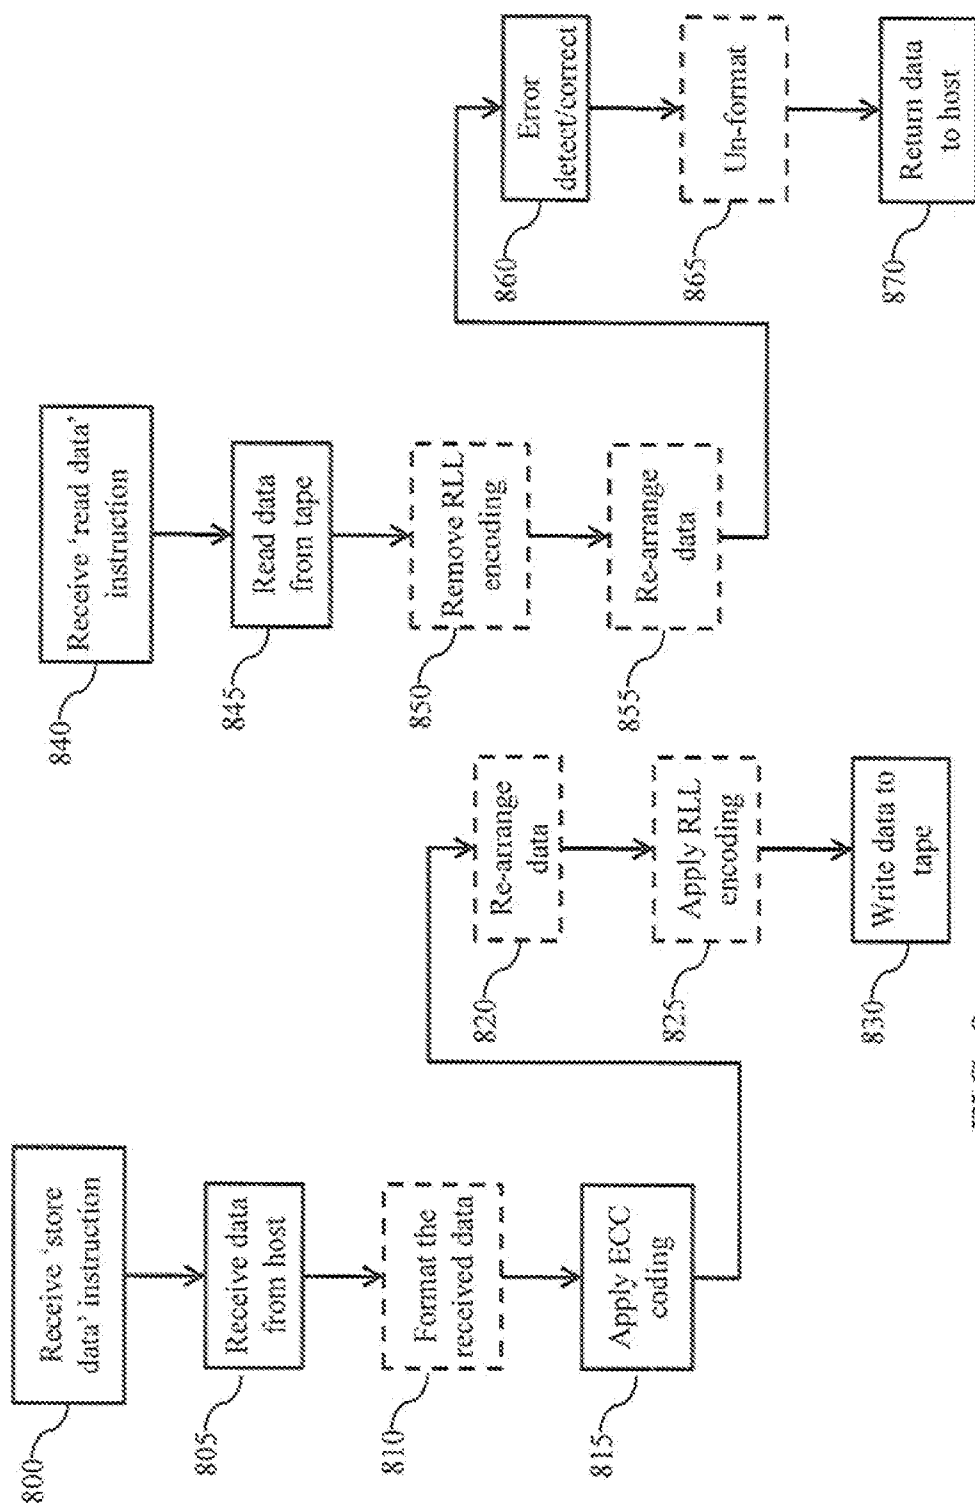 800
Receive ‘store
data’ instruction
805
Receive data
from host
810
Format the
received data
815
Apply ECC
coding
820
Re-arrange
data
825
Apply RLL
encoding
830
Write data to
tape
840
Receive ‘read data’
instruction
845
Read data
from tape
850
Remove RLL
encoding
855
Re-arrange
data
860
Error
detect/correct
865
Un-format
870
Return data
to host